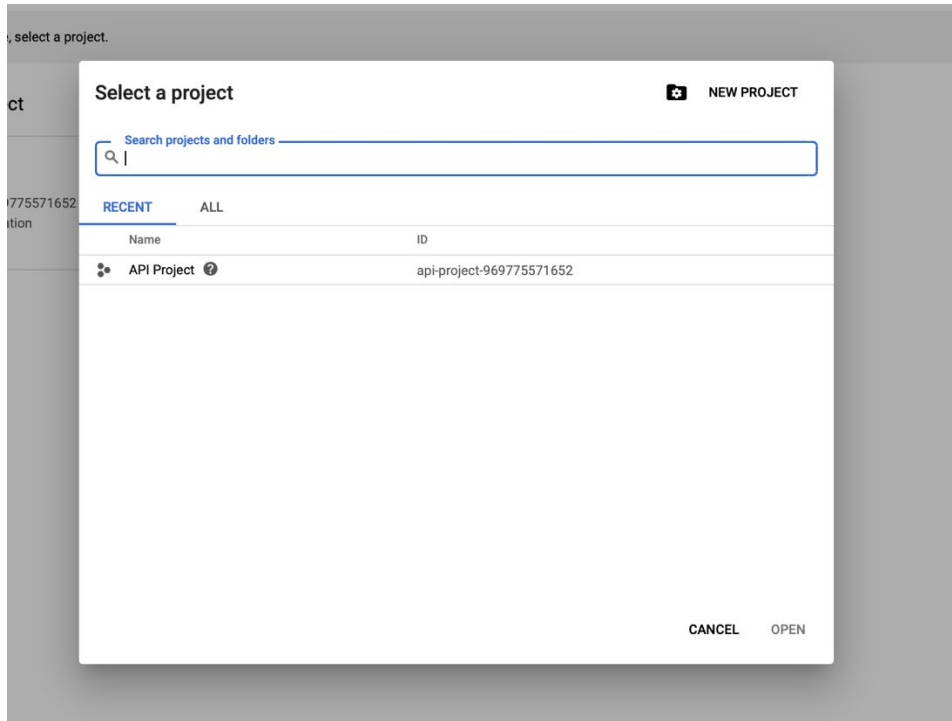 , select a project.
ct
Select a project
NEW PROJECT
Search projects and folders
775571652
ation
RECENT ALL
Name ID
API Project api-project-969775571652
CANCEL OPEN